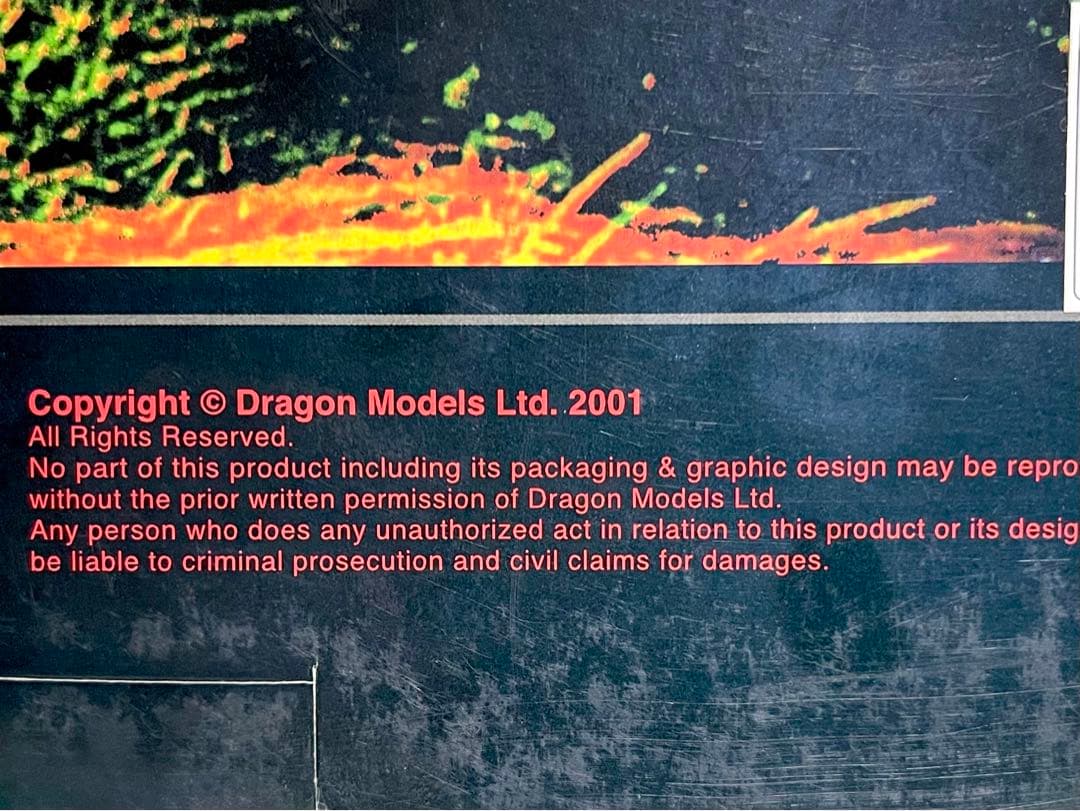 Copyright © Dragon Models Ltd. 2001
All Rights Reserved.
No part of this product including its packaging & graphic design may be repro
without the prior written permission of Dragon Models Ltd.
Any person who does any unauthorized act in relation to this product or its desig
be liable to criminal prosecution and civil claims for damages.